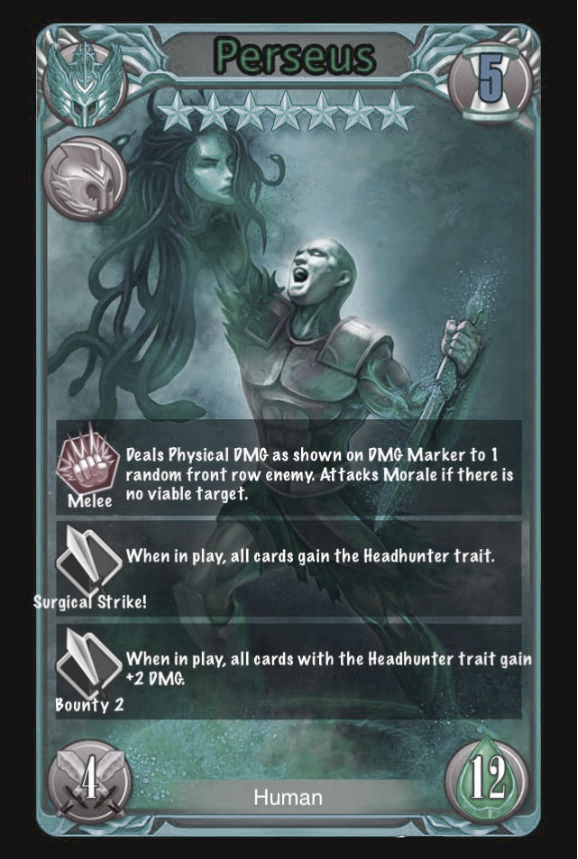 Perseus
5
Deals Physical DMG as shown on DMG Marker to 1
random front row enemy. Attacks Morale if there is
no viable target.
Melee
When in play, all cards gain the Headhunter trait.
Surgical Strike!
When in play, all cards with the Headhunter trait gain
+2 DMG.
Bounty 2
4
Human
12